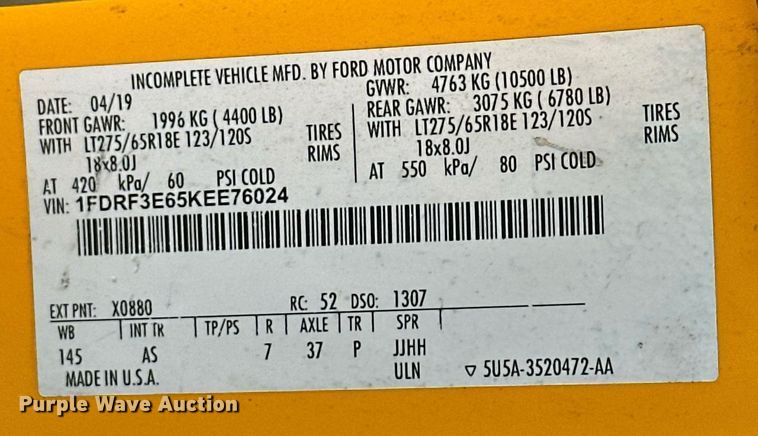 INCOMPLETE VEHICLE MFD. BY FORD MOTOR COMPANY
DATE: 04/19 GVWR: 4763 KG (10500 LB)
FRONT GAWR: 1996 KG (4400 LB) REAR GAWR: 3075 KG (6780 LB)
WITH LT275/65R18E 123/120S TIRES WITH LT275/65R18E 123/120S TIRES
18x8.0J RIMS 18x8.0J RIMS
AT 420 kPa/ 60 PSI COLD AT 550 kPa/ 80 PSI COLD
VIN: 1FDRF3E65KEE76024
EXT PNT: X0880 RC: 52 DSO: 1307
WB | INT TR | TP/PS | R | AXLE | TR | SPR
145 AS 7 37 P JJHH
MADE IN U.S.A. ULN ▽ 5U5A-3520472-AA
Purple Wave Auction